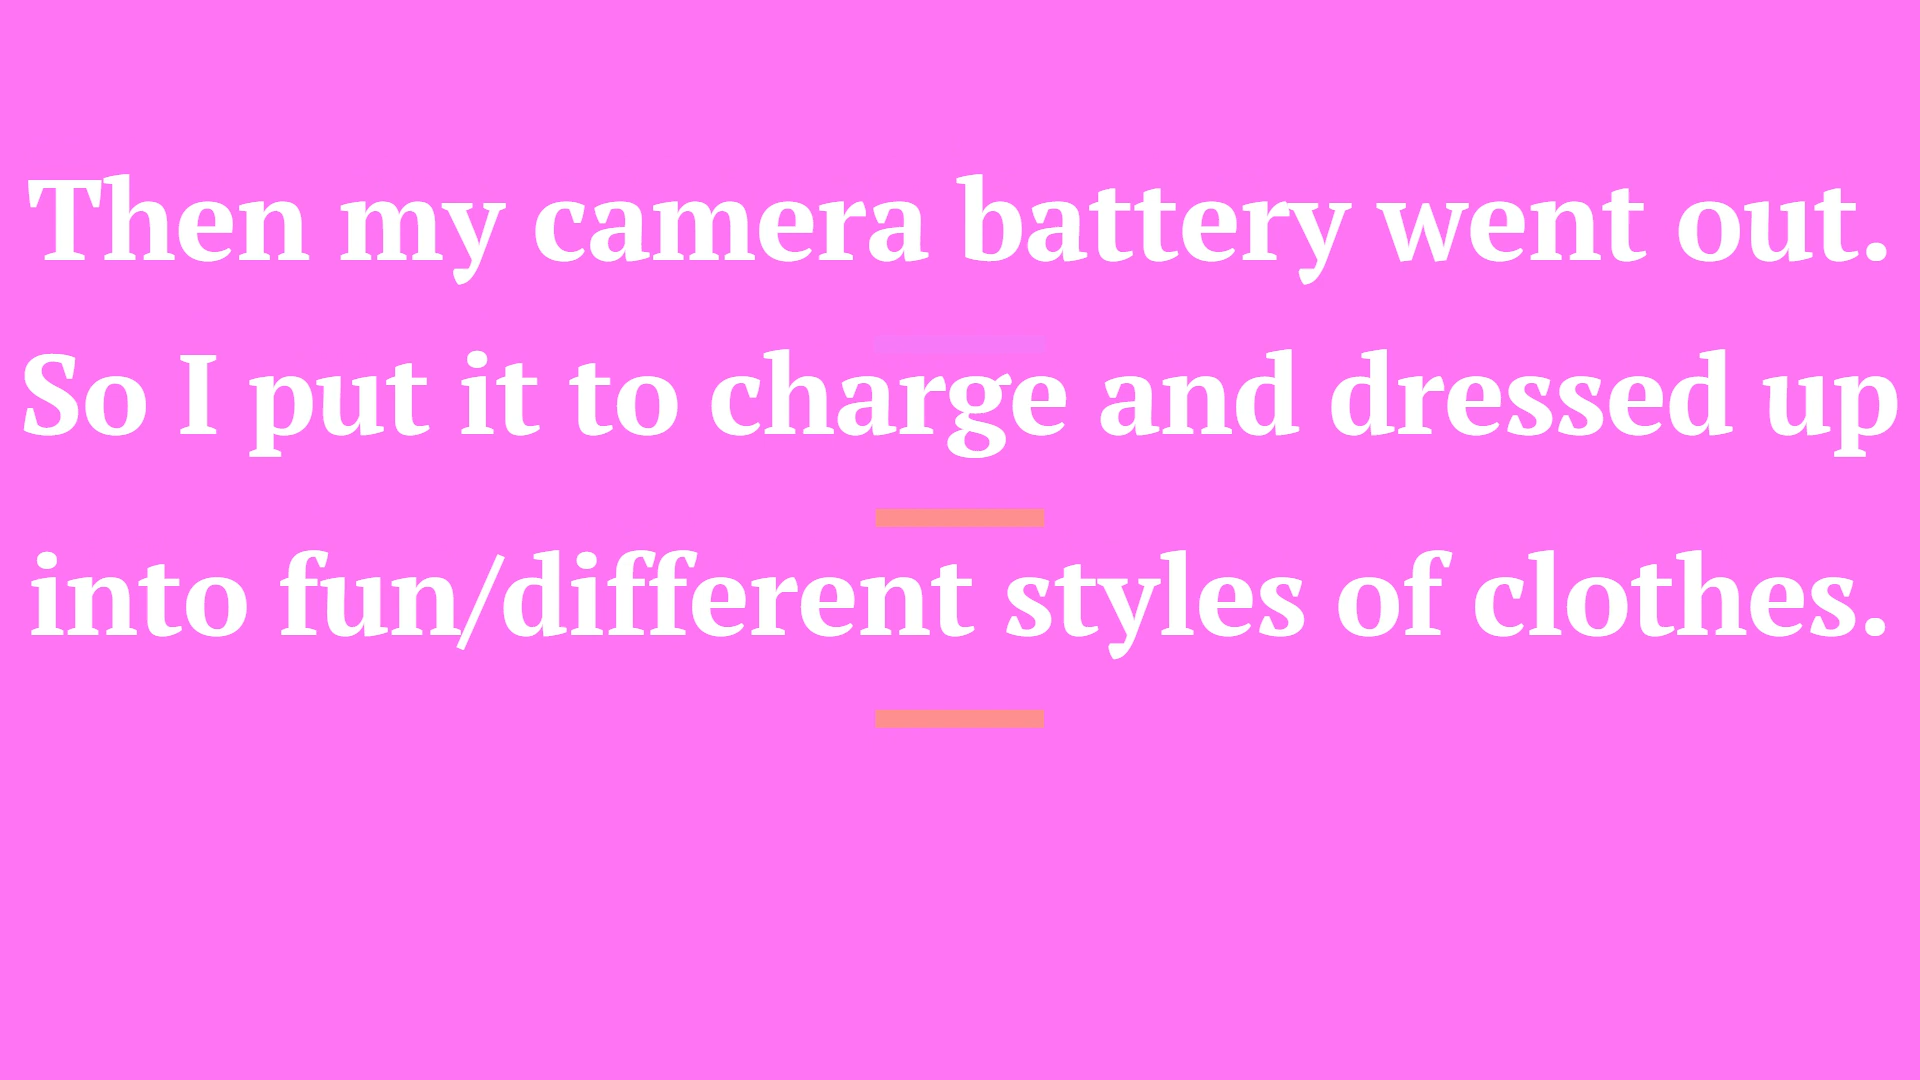 Then my camera battery went out.
So I put it to charge and dressed up
into fun/different styles of clothes.